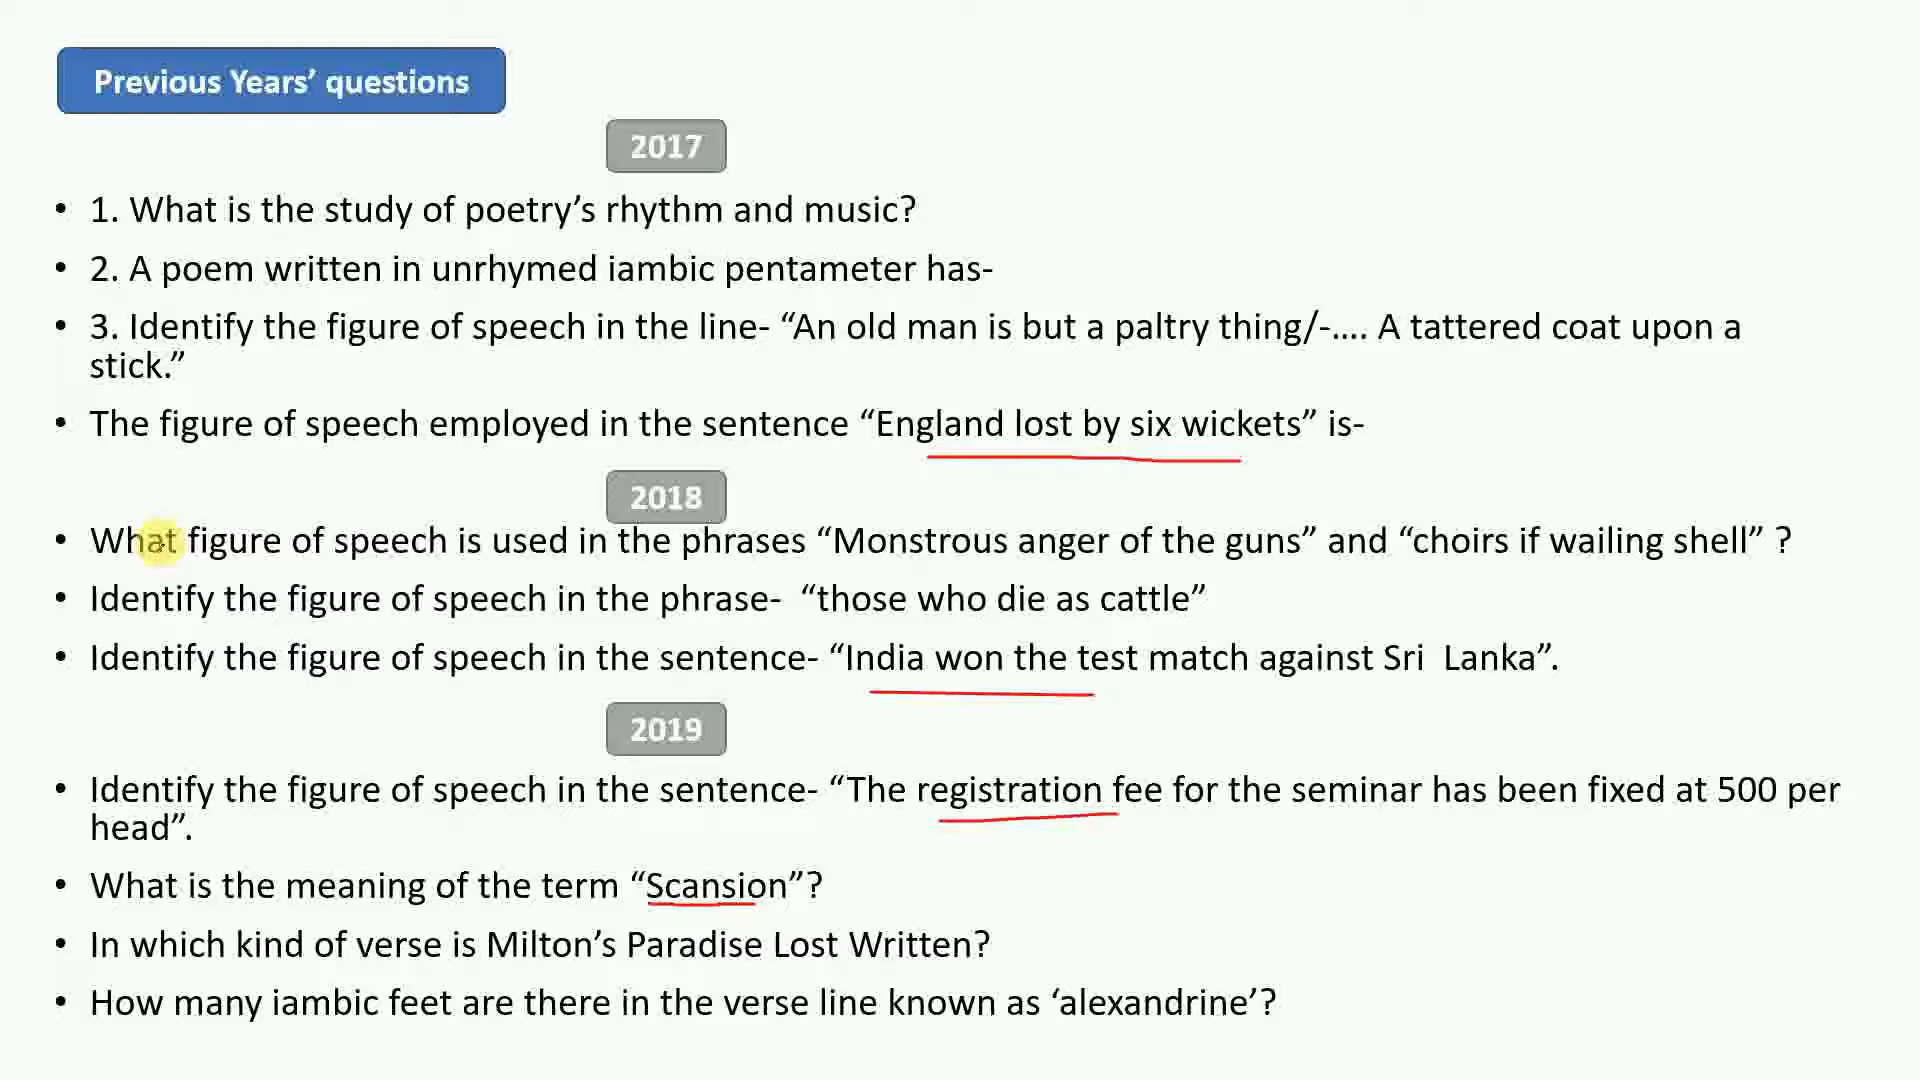 Previous Years’ questions
2017
• 1. What is the study of poetry’s rhythm and music?
• 2. A poem written in unrhymed iambic pentameter has-
• 3. Identify the figure of speech in the line- “An old man is but a paltry thing/-.... A tattered coat upon a
stick.”
• The figure of speech employed in the sentence “England lost by six wickets” is-
2018
• What figure of speech is used in the phrases “Monstrous anger of the guns” and “choirs if wailing shell” ?
• Identify the figure of speech in the phrase- “those who die as cattle”
• Identify the figure of speech in the sentence- “India won the test match against Sri Lanka”.
2019
• Identify the figure of speech in the sentence- “The registration fee for the seminar has been fixed at 500 per
head”.
• What is the meaning of the term “Scansion”?
• In which kind of verse is Milton’s Paradise Lost Written?
• How many iambic feet are there in the verse line known as ‘alexandrine’?